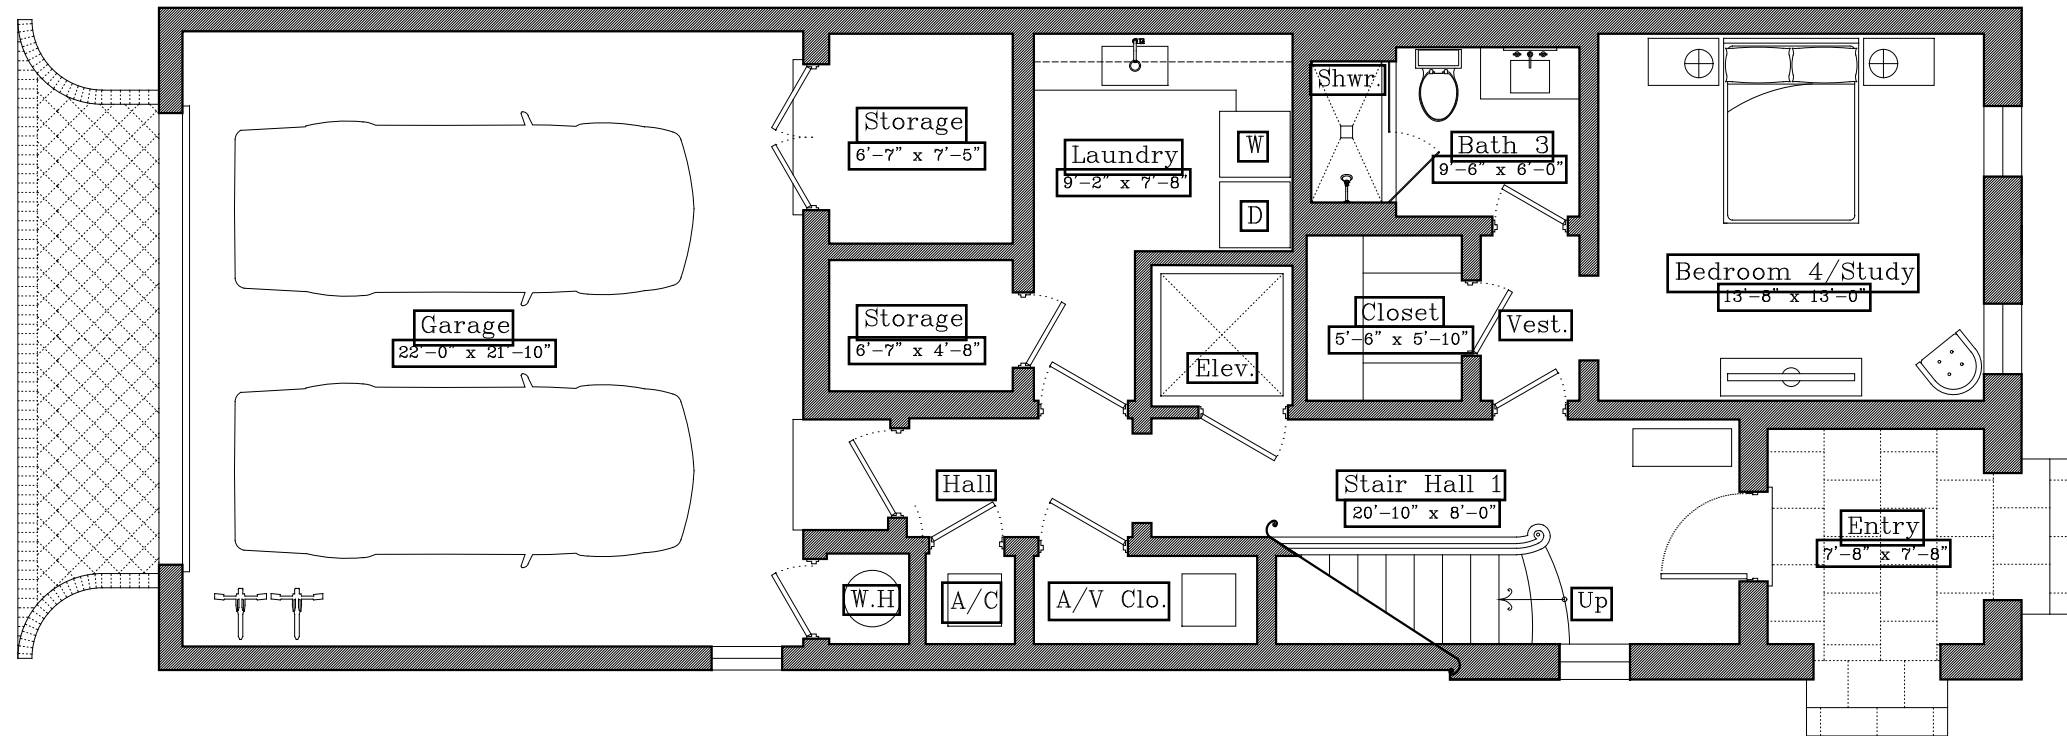 Shwr.
Storage
6'-7" x 7'-5"
Laundry
9'-2" x 7'-8"
W
D
Bath 3
9'-6" x 6'-0"
Bedroom 4/Study
13'-8" x 13'-0"
Garage
22'-0" x 21'-10"
Storage
6'-7" x 4'-8"
Elev.
Closet
5'-6" x 5'-10"
Vest.
Hall
Stair Hall 1
20'-10" x 8'-0"
Entry
7'-8" x 7'-8"
W.H
A/C
A/V Clo.
Up